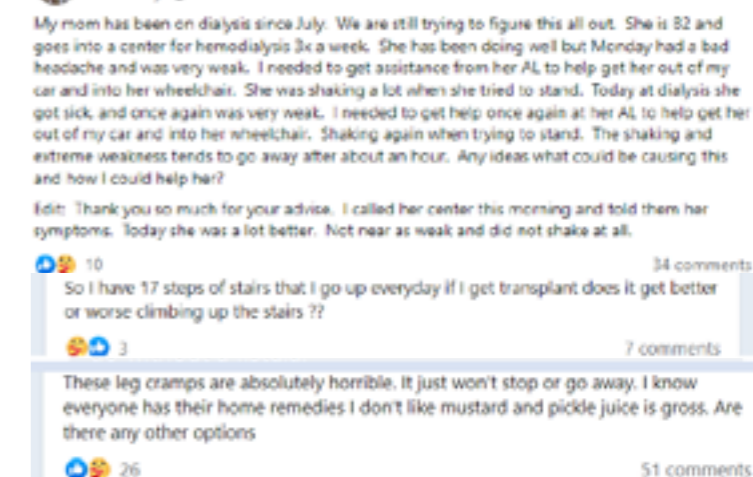 My mom has been on dialysis since July. We are still trying to figure this all out. She is 82 and
goes into a center for hemodialysis 3x a week. She has been doing well but Monday had a bad
headache and was very weak. I needed to get assistance from her AL to help get her out of my
car and into her wheelchair. She was shaking a lot when she tried to stand. Today at dialysis she
got sick, and once again was very weak. I needed to get help once again at her AL to help get her
out of my car and into her wheelchair. Shaking again when trying to stand. The shaking and
extreme weakness tends to go away after about an hour. Any ideas what could be causing this
and how I could help her?
Edit: Thank you so much for your advise. I called her center this morning and told them her
symptoms. Today she was a lot better. Not near as weak and did not shake at all.
10 34 comments
So I have 17 steps of stairs that I go up everyday if I get transplant does it get better
or worse climbing up the stairs ??
3 7 comments
These leg cramps are absolutely horrible. It just won't stop or go away. I know
everyone has their home remedies I don't like mustard and pickle juice is gross. Are
there any other options
26 51 comments